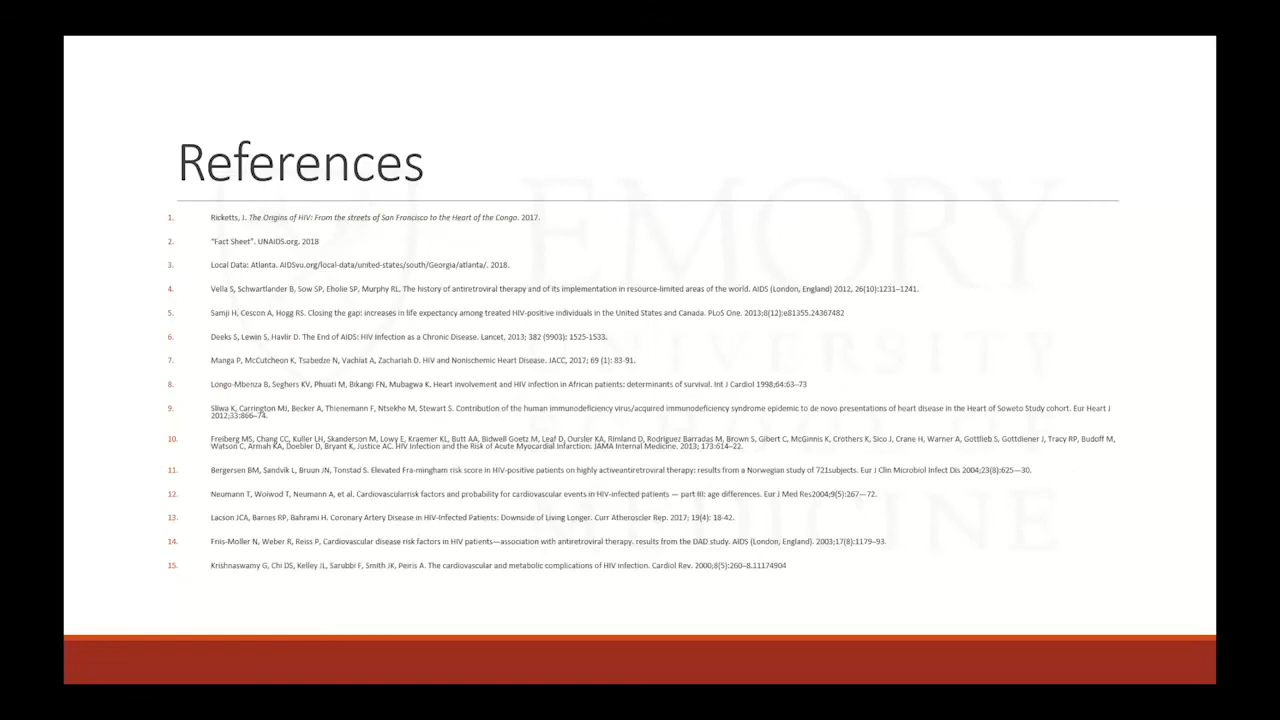 References
1. Ricketts, J. The Origins of HIV: From the streets of San Francisco to the Heart of the Congo. 2017.
2. "Fact Sheet". UNAIDS.org. 2018
3. Local Data: Atlanta. AIDSvu.org/local-data/united-states/south/Georgia/atlanta/. 2018.
4. Vella S, Schwartlander B, Sow SP, Eholie SP, Murphy RL. The history of antiretroviral therapy and of its implementation in resource-limited areas of the world. AIDS (London, England) 2012, 26(10):1231–1241.
5. Samji H, Cescon A, Hogg RS. Closing the gap: increases in life expectancy among treated HIV-positive individuals in the United States and Canada. PLoS One. 2013;8(12):e81355.24367482
6. Deeks S, Lewin S, Havlir D. The End of AIDS: HIV Infection as a Chronic Disease. Lancet, 2013; 382 (9903): 1525-1533.
7. Manga P, McCutcheon K, Tsabedze N, Vachiat A, Zachariah D. HIV and Nonischemic Heart Disease. JACC, 2017; 69 (1): 83-91.
8. Longo-Mbenza B, Seghers KV, Phuati M, Bikangi FN, Mubagwa K. Heart involvement and HIV infection in African patients: determinants of survival. Int J Cardiol 1998;64:63–73
9. Sliwa K, Carrington MJ, Becker A, Thienemann F, Ntsekhe M, Stewart S. Contribution of the human immunodeficiency virus/acquired immunodeficiency syndrome epidemic to de novo presentations of heart disease in the Heart of Soweto Study cohort. Eur Heart J
2012;33:866–74.
10. Freiberg MS, Chang CC, Kuller LH, Skanderson M, Lowy E, Kraemer KL, Butt AA, Bidwell Goetz M, Leaf D, Oursler KA, Rimland D, Rodriguez Barradas M, Brown S, Gibert C, McGinnis K, Crothers K, Sico J, Crane H, Warner A, Gottlieb S, Gottdiener J, Tracy RP, Budoff M,
Watson C, Armah KA, Doebler D, Bryant K, Justice AC. HIV Infection and the Risk of Acute Myocardial Infarction. JAMA Internal Medicine. 2013; 173:614–22.
11. Bergersen BM, Sandvik L, Bruun JN, Tonstad S. Elevated Fra-mingham risk score in HIV-positive patients on highly activeantiretroviral therapy: results from a Norwegian study of 721subjects. Eur J Clin Microbiol Infect Dis 2004;23(8):625—30.
12. Neumann T, Woiwod T, Neumann A, et al. Cardiovascularrisk factors and probability for cardiovascular events in HIV-infected patients — part III: age differences. Eur J Med Res2004;9(5):267—72.
13. Lacson JCA, Barnes RP, Bahrami H. Coronary Artery Disease in HIV-Infected Patients: Downside of Living Longer. Curr Atheroscler Rep. 2017; 19(4): 18-42.
14. Friis-Moller N, Weber R, Reiss P, Cardiovascular disease risk factors in HIV patients—association with antiretroviral therapy. results from the DAD study. AIDS (London, England). 2003;17(8):1179–93.
15. Krishnaswamy G, Chi DS, Kelley JL, Sarubbi F, Smith JK, Peiris A. The cardiovascular and metabolic complications of HIV infection. Cardiol Rev. 2000;8(5):260–8.11174904
EMORY
UNIVERSITY
SCHOOL OF
MEDICINE